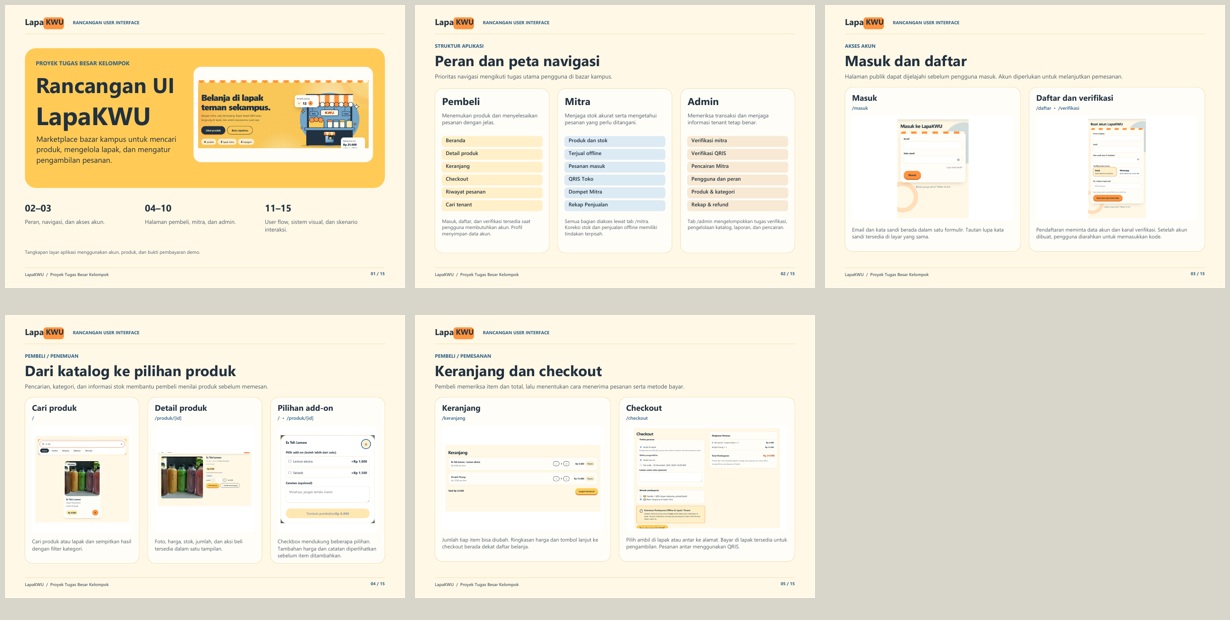 LapaKWU RANCANGAN USER INTERFACE
PROYEK TUGAS BESAR KELOMPOK
Rancangan UI
LapaKWU
Marketplace bazar kampus untuk mencari
produk, mengelola lapak, dan mengatur
pengambilan pesanan.
Belanja di lapak
teman sekampus.
02–03
Peran, navigasi, dan akses akun.
04–10
Halaman pembeli, mitra, dan admin.
11–15
User flow, sistem visual, dan skenario
interaksi.
Tangkapan layar aplikasi menggunakan akun, produk, dan bukti pembayaran demo.
LapaKWU / Proyek Tugas Besar Kelompok
01 / 15
LapaKWU RANCANGAN USER INTERFACE
STRUKTUR APLIKASI
Peran dan peta navigasi
Prioritas navigasi mengikuti tugas utama pengguna di bazar kampus.
Pembeli
Menemukan produk dan menyelesaikan
pesanan dengan jelas.
Beranda
Detail produk
Keranjang
Checkout
Riwayat pesanan
Cari tenant
Masuk, daftar, dan verifikasi tersedia saat
pengguna membutuhkan akun. Profil
menyimpan data akun.
Mitra
Menjaga stok akurat serta mengetahui
pesanan yang perlu ditangani.
Produk dan stok
Terjual offline
Pesanan masuk
QRIS Toko
Dompet Mitra
Rekap Penjualan
Semua bagian diakses lewat tab /mitra.
Koreksi stok dan penjualan offline memiliki
tindakan terpisah.
Admin
Memeriksa transaksi dan menjaga
informasi tenant tetap benar.
Verifikasi mitra
Verifikasi QRIS
Pencairan Mitra
Pengguna dan peran
Produk & kategori
Rekap & refund
Tab /admin mengelompokkan tugas verifikasi,
pengelolaan katalog, laporan, dan pencairan.
LapaKWU / Proyek Tugas Besar Kelompok
02 / 15
LapaKWU RANCANGAN USER INTERFACE
AKSES AKUN
Masuk dan daftar
Halaman publik dapat dijelajahi sebelum pengguna masuk. Akun diperlukan untuk melanjutkan pemesanan.
Masuk
/masuk
Masuk ke LapaKWU
Email dan kata sandi berada dalam satu formulir. Tautan lupa kata
sandi tersedia di layar yang sama.
Daftar dan verifikasi
/daftar • /verifikasi
Buat akun LapaKWU
Pendaftaran meminta data akun dan kanal verifikasi. Setelah akun
dibuat, pengguna diarahkan untuk memasukkan kode.
LapaKWU / Proyek Tugas Besar Kelompok
03 / 15
LapaKWU RANCANGAN USER INTERFACE
PEMBELI / PENEMUAN
Dari katalog ke pilihan produk
Pencarian, kategori, dan informasi stok membantu pembeli menilai produk sebelum memesan.
Cari produk
/
Cari produk atau lapak dan sempitkan hasil
dengan filter kategori.
Detail produk
/produk/[id]
Foto, harga, stok, jumlah, dan aksi beli
tersedia dalam satu tampilan.
Pilihan add-on
/ • /produk/[id]
Es Teh Lemon
Checkbox mendukung beberapa pilihan.
Tambahan harga dan catatan diperlihatkan
sebelum item ditambahkan.
LapaKWU / Proyek Tugas Besar Kelompok
04 / 15
LapaKWU RANCANGAN USER INTERFACE
PEMBELI / PEMESANAN
Keranjang dan checkout
Pembeli memeriksa item dan total, lalu menentukan cara menerima pesanan serta metode bayar.
Keranjang
/keranjang
Keranjang
Jumlah tiap item bisa diubah. Ringkasan harga dan tombol lanjut ke
checkout berada dekat daftar belanja.
Checkout
/checkout
Checkout
Pilih ambil di lapak atau antar ke alamat. Bayar di lapak tersedia untuk
pengambilan. Pesanan antar menggunakan QRIS.
LapaKWU / Proyek Tugas Besar Kelompok
05 / 15